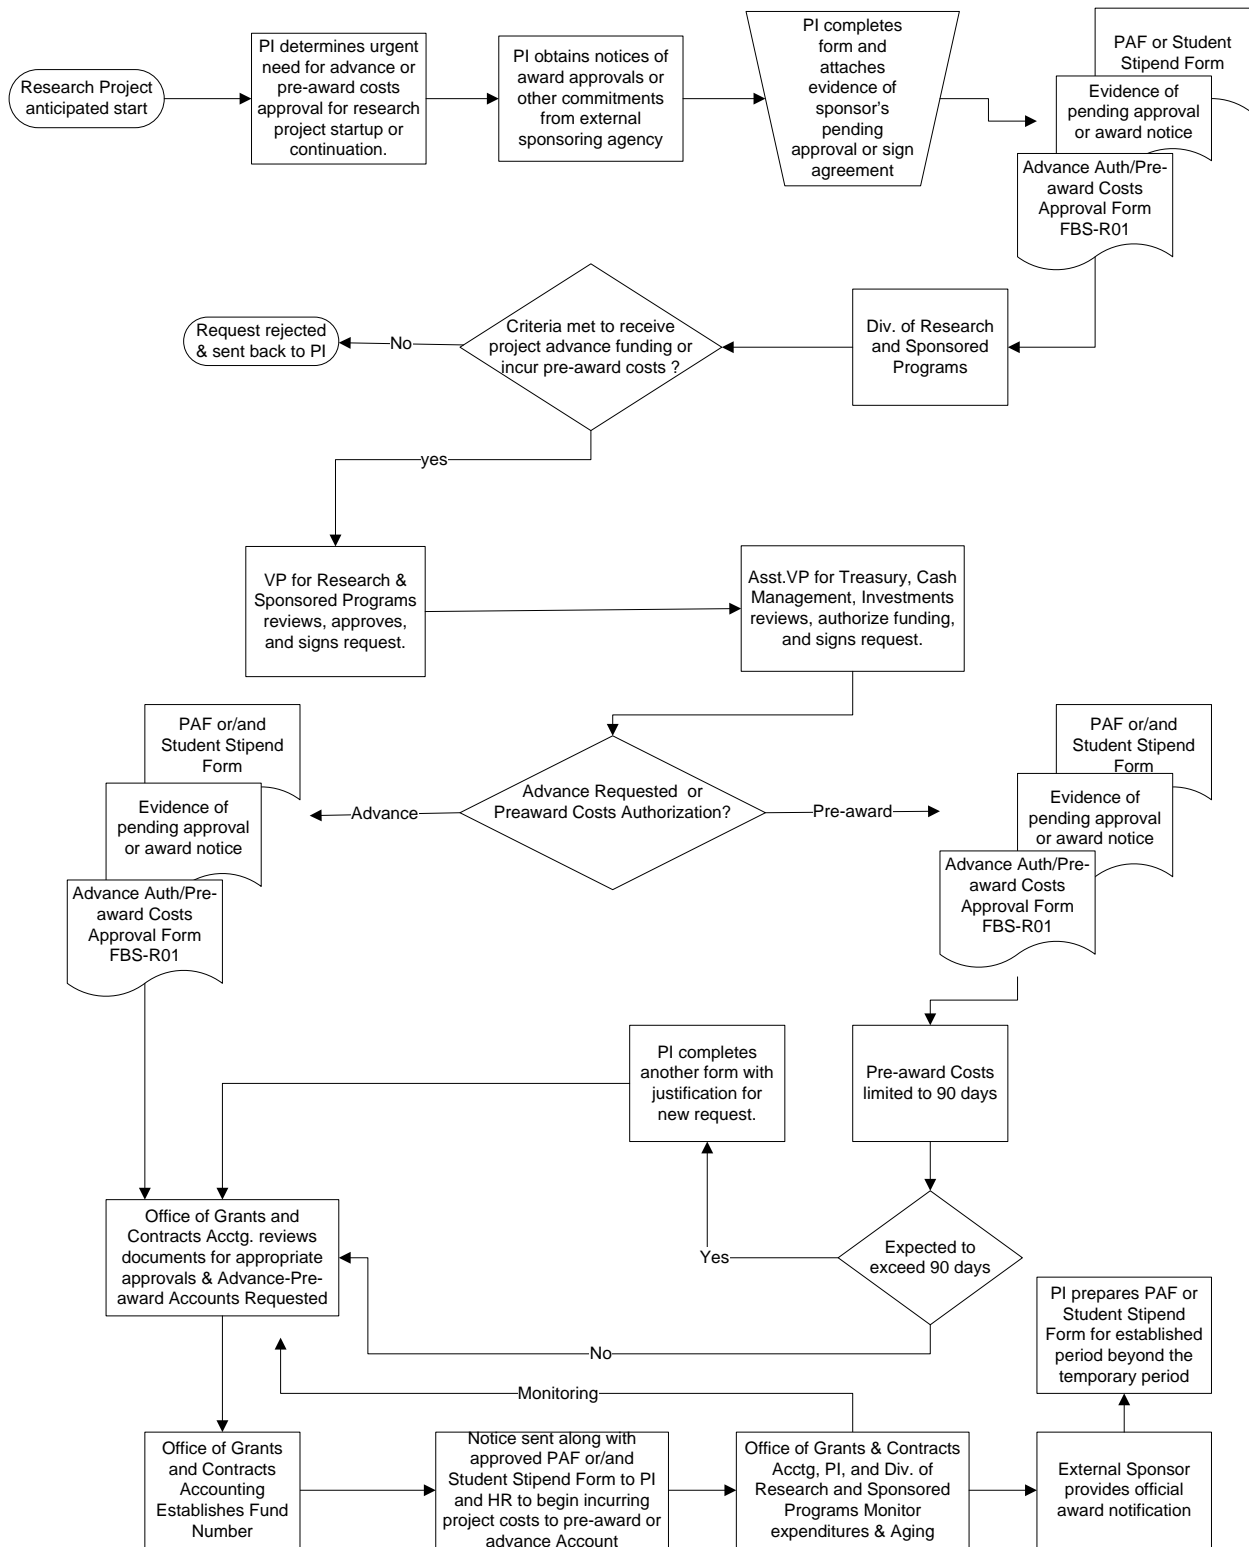 Research Project
anticipated start
PI determines urgent
need for advance or
pre-award costs
approval for research
project startup or
continuation.
PI obtains notices of
award approvals or
other commitments
from external
sponsoring agency
PI completes
form and
attaches
evidence of
sponsor's
pending
approval or sign
agreement
PAF or Student
Stipend Form
Evidence of
pending approval
or award notice
Advance Auth/Pre-
award Costs
Approval Form
FBS-R01
Request rejected
& sent back to PI
No
Criteria met to receive
project advance funding or
incur pre-award costs ?
Div. of Research
and Sponsored
Programs
yes
VP for Research &
Sponsored Programs
reviews, approves,
and signs request.
Asst.VP for Treasury, Cash
Management, Investments
reviews, authorize funding,
and signs request.
PAF or/and
Student Stipend
Form
Evidence of
pending approval
or award notice
Advance Auth/Pre-
award Costs
Approval Form
FBS-R01
Advance
Advance Requested or
Preaward Costs Authorization?
Pre-award
PAF or/and
Student Stipend
Form
Evidence of
pending approval
or award notice
Advance Auth/Pre-
award Costs
Approval Form
FBS-R01
PI completes
another form with
justification for
new request.
Pre-award Costs
limited to 90 days
Office of Grants and
Contracts Acctg. reviews
documents for appropriate
approvals & Advance-Pre-
award Accounts Requested
Yes
Expected to
exceed 90 days
No
PI prepares PAF or
Student Stipend
Form for established
period beyond the
temporary period
Monitoring
Office of Grants
and Contracts
Accounting
Establishes Fund
Number
Notice sent along with
approved PAF or/and
Student Stipend Form to PI
and HR to begin incurring
project costs to pre-award or
advance Account
Office of Grants & Contracts
Acctg, PI, and Div. of
Research and Sponsored
Programs Monitor
expenditures & Aging
External Sponsor
provides official
award notification